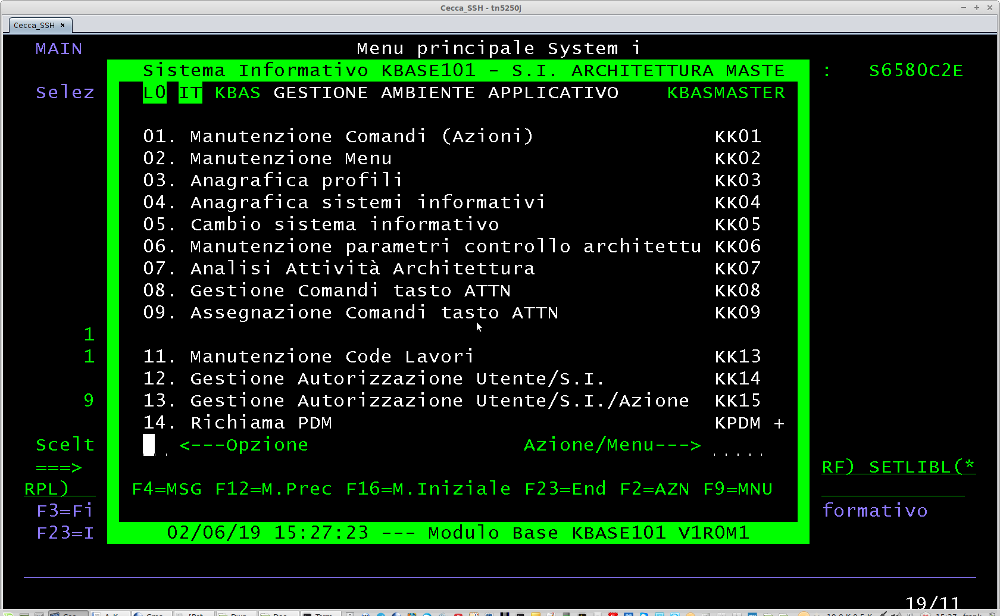 Cecca_SSH - tn5250j
Cecca_SSH ×
MAIN Menu principale System i
Sistema Informativo KBASE101 - S.I. ARCHITETTURA MASTE : S6580C2E
Selez LO IT KBAS GESTIONE AMBIENTE APPLICATIVO KBASMASTER
01. Manutenzione Comandi (Azioni) KK01
02. Manutenzione Menu KK02
03. Anagrafica profili KK03
04. Anagrafica sistemi informativi KK04
05. Cambio sistema informativo KK05
06. Manutenzione parametri controllo architettu KK06
07. Analisi Attività Architettura KK07
08. Gestione Comandi tasto ATTN KK08
09. Assegnazione Comandi tasto ATTN KK09
1
1 11. Manutenzione Code Lavori KK13
12. Gestione Autorizzazione Utente/S.I. KK14
9 13. Gestione Autorizzazione Utente/S.I./Azione KK15
14. Richiama PDM KPDM +
Scelt <---Opzione Azione/Menu--->
===> RF) SETLIBL(*
RPL) F4=MSG F12=M.Prec F16=M.Iniziale F23=End F2=AZN F9=MNU
F3=Fi formativo
F23=I 02/06/19 15:27:23 --- Modulo Base KBASE101 V1R0M1
19/11